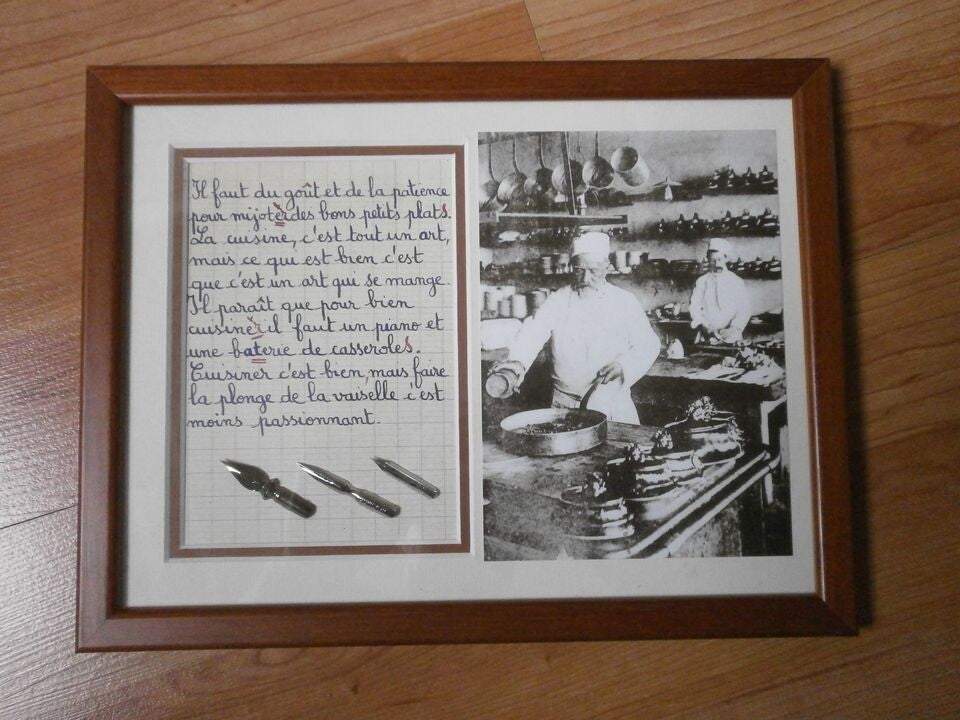 Il faut du goût et de la patience
pour mijoter des bons petits plats.
La cuisine, c'est tout un art,
mais ce qui est bien c'est
que c'est un art qui se mange.
Il paraît que pour bien
cuisiner il faut un piano et
une baterie de casseroles.
Cuisiner c'est bien mais faire
la plonge de la vaiselle c'est
moins passionnant.